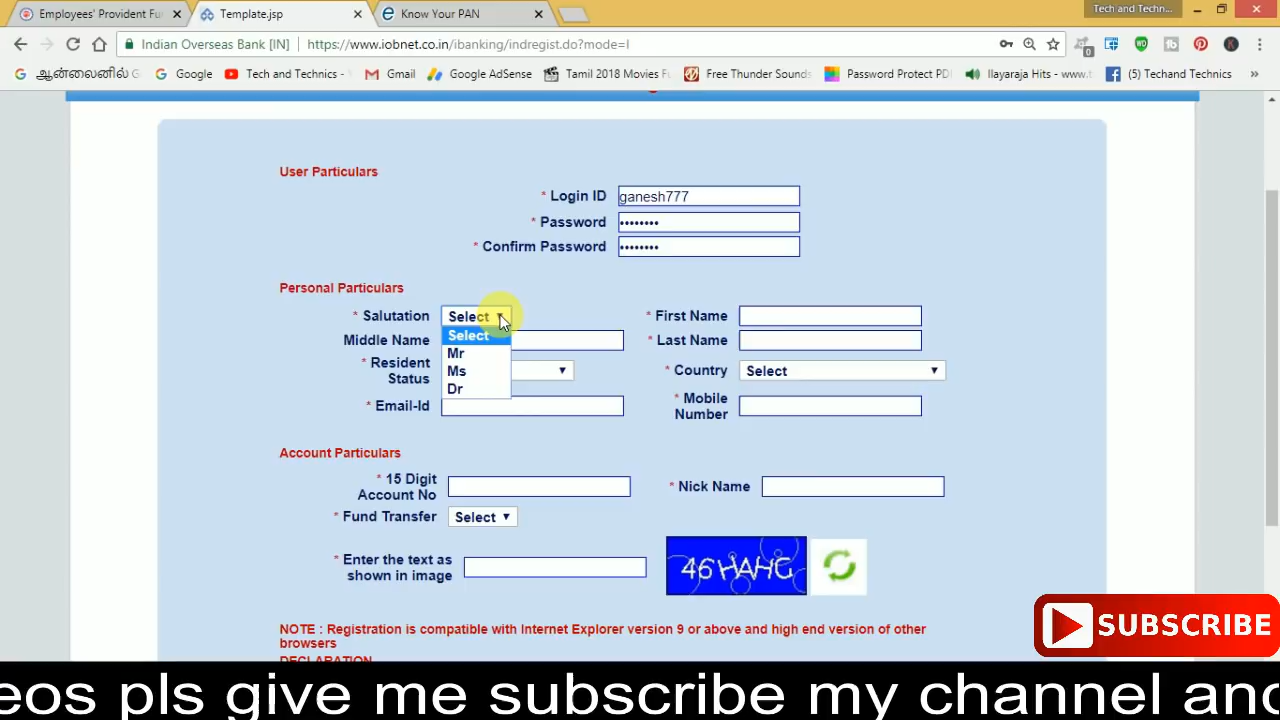 Employees' Provident Fu
Template.jsp
Know Your PAN
Tech and Techn...
Indian Overseas Bank [IN]
https://www.iobnet.co.in/ibanking/indregist.do?mode=I
ஆன்லைனில் G
Google
Tech and Technics -
Gmail
Google AdSense
Tamil 2018 Movies Fu
Free Thunder Sounds
Password Protect PD
Ilayaraja Hits - www.t
(5) Techand Technics
»
User Particulars
* Login ID ganesh777
* Password ••••••••
* Confirm Password ••••••••
Personal Particulars
* Salutation Select
* First Name
Select
Mr
Ms
Dr
Middle Name
* Last Name
* Resident
Status
* Country Select
* Email-Id
* Mobile
Number
Account Particulars
* 15 Digit
Account No
* Nick Name
* Fund Transfer Select
* Enter the text as
shown in image
46HAHG
NOTE : Registration is compatible with Internet Explorer version 9 or above and high end version of other
browsers
DECLARATION
SUBSCRIBE
eos pls give me subscribe my channel and